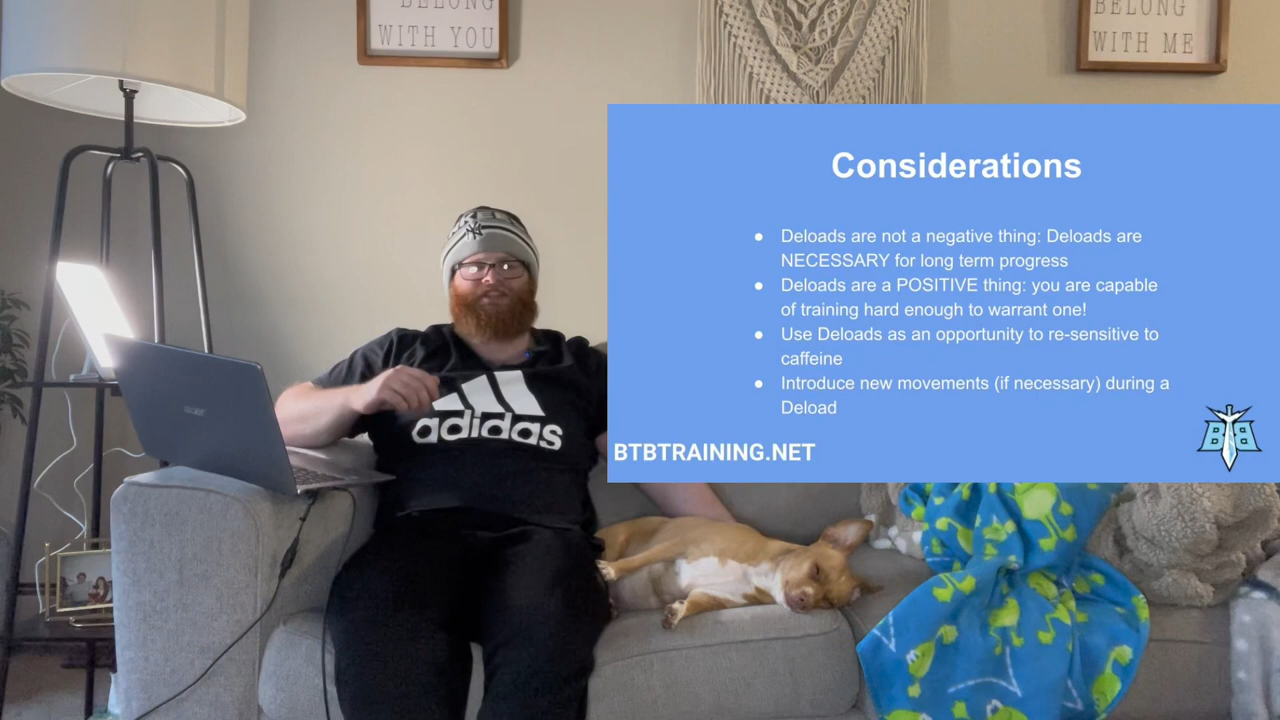 BELONG
WITH YOU
BELONG
WITH ME
Considerations
● Deloads are not a negative thing: Deloads are
NECESSARY for long term progress
● Deloads are a POSITIVE thing: you are capable
of training hard enough to warrant one!
● Use Deloads as an opportunity to re-sensitive to
caffeine
● Introduce new movements (if necessary) during a
Deload
BTBTRAINING.NET
BTB
NY
adidas